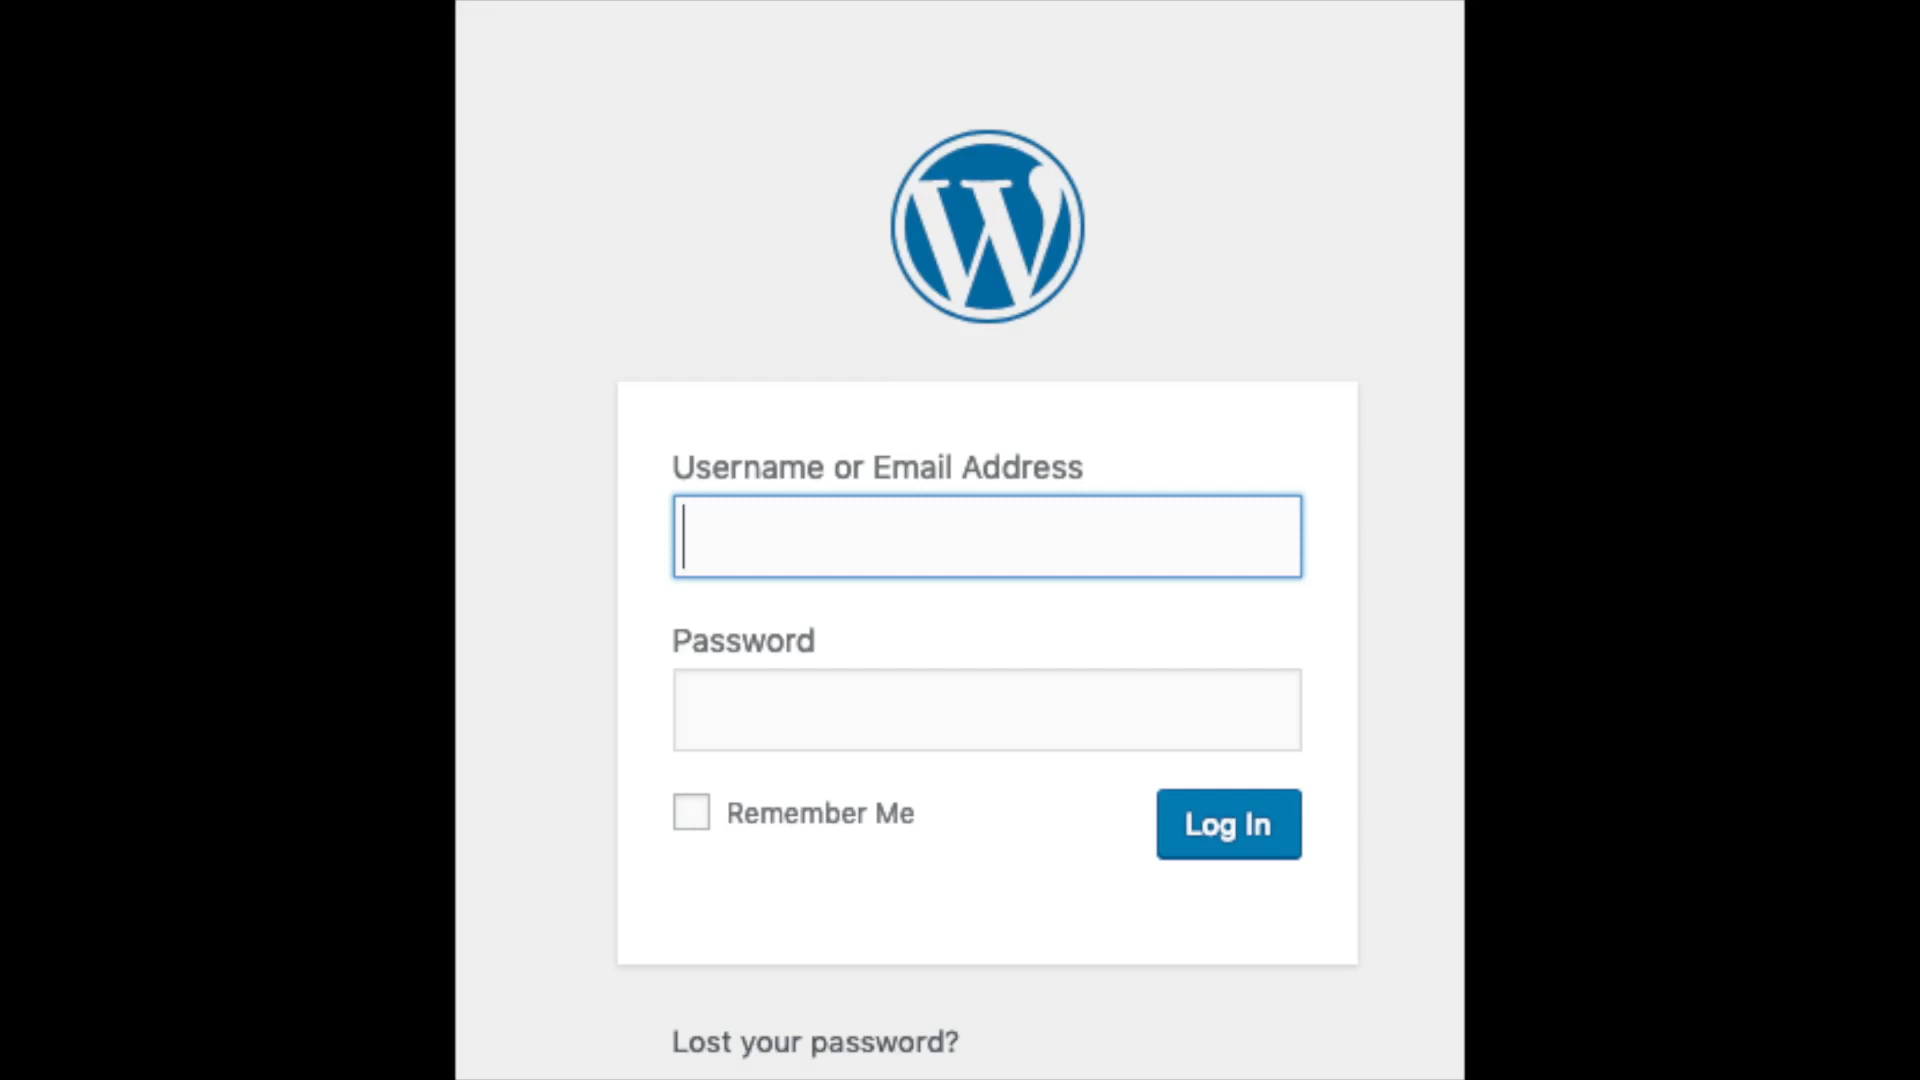 W
Username or Email Address
Password
Remember Me
Log In
Lost your password?